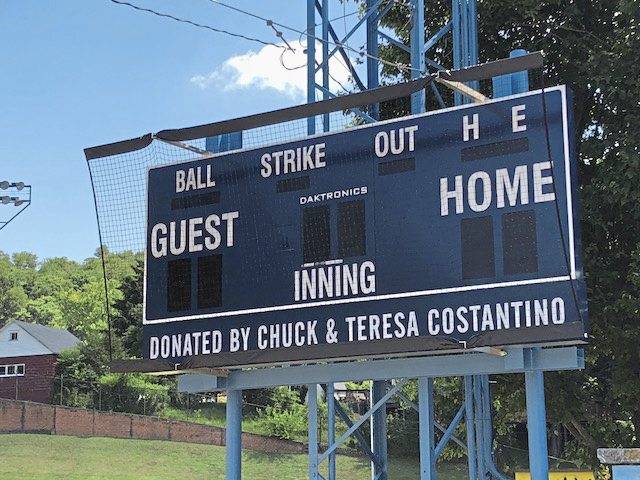 BALL STRIKE OUT H E
DAKTRONICS
GUEST HOME
INNING
DONATED BY CHUCK & TERESA COSTANTINO